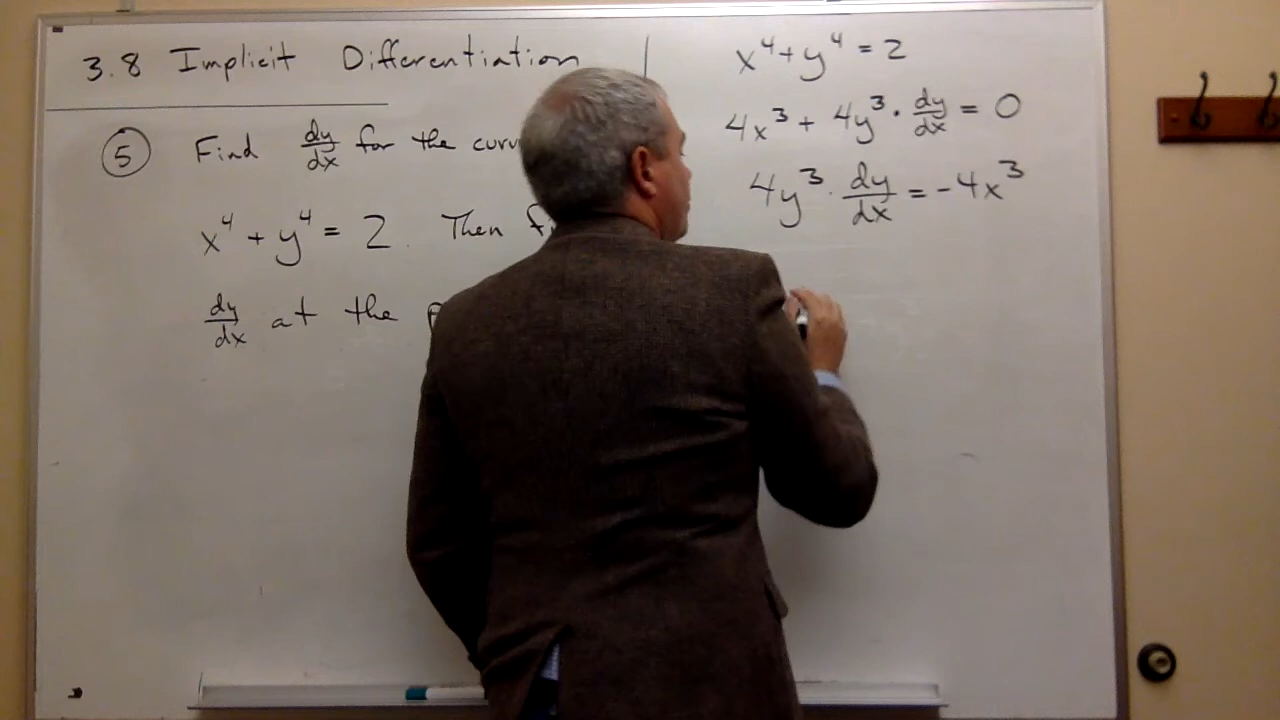 3.8 Implicit Differentiation
⑤ Find dy/dx for the
x⁴ + y⁴ = 2. Then
dy/dx at the
x⁴ + y⁴ = 2
4x³ + 4y³ · dy/dx = 0
4y³ · dy/dx = -4x³